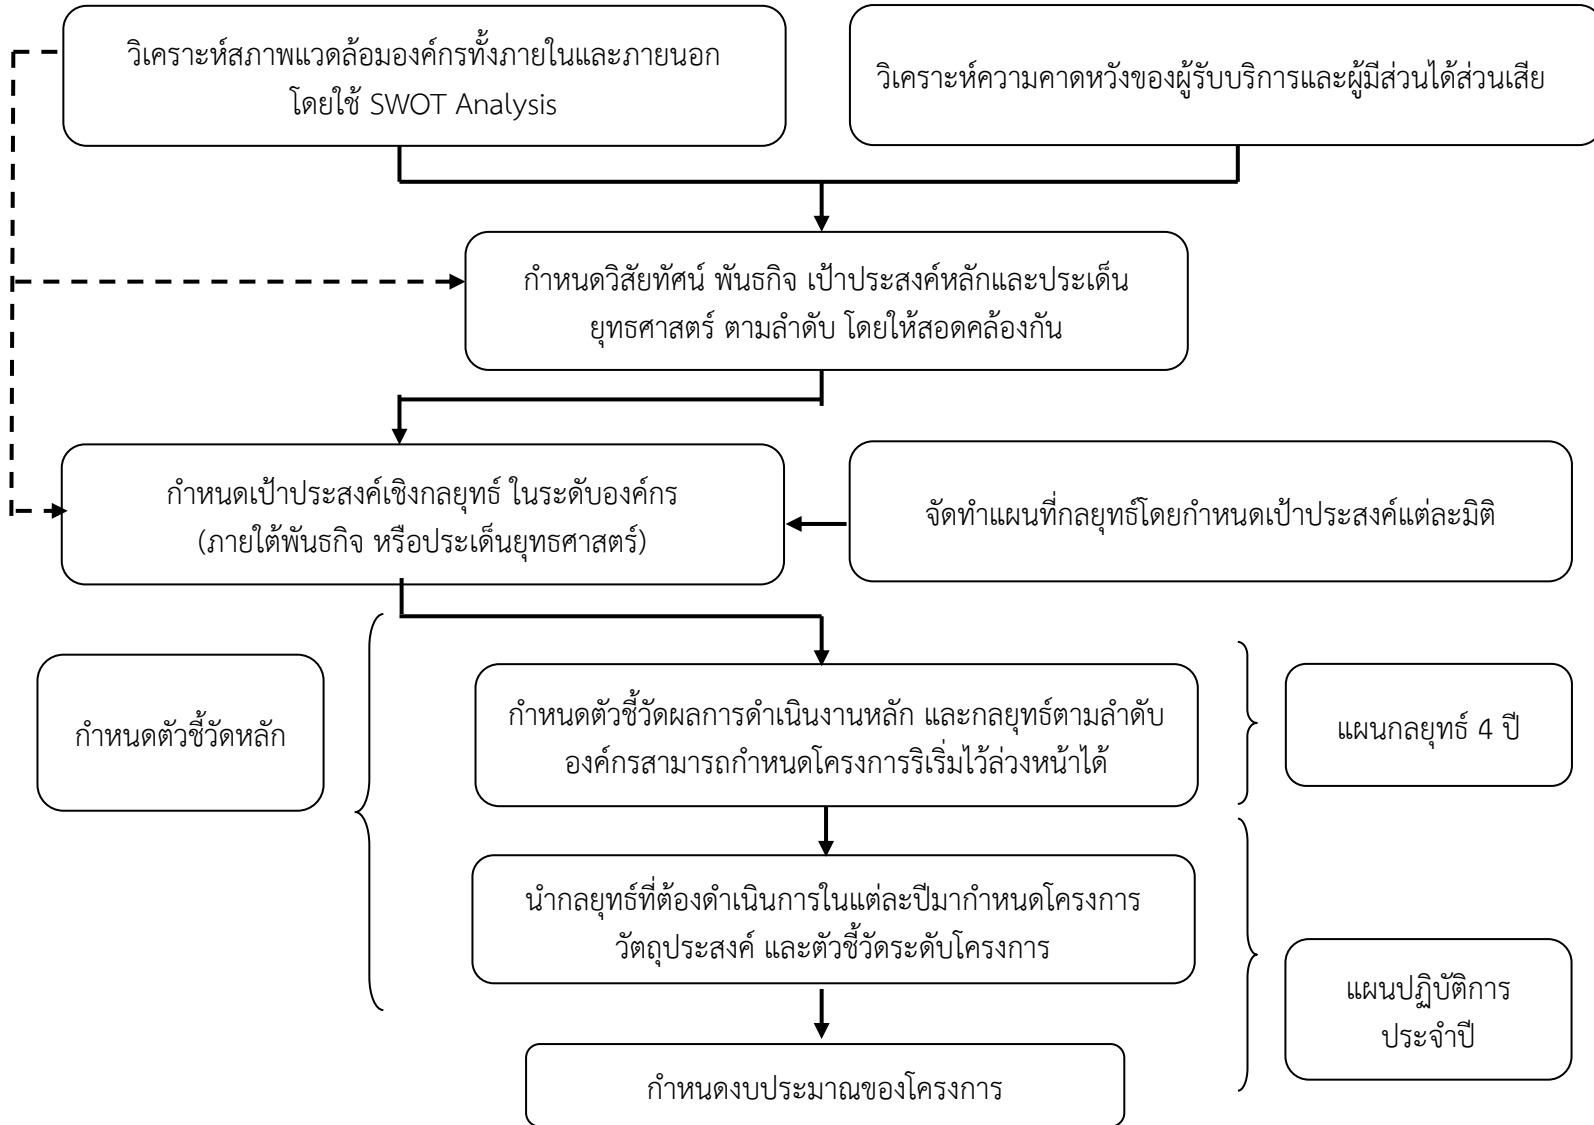 วิเคราะห์สภาพแวดล้อมองค์กรทั้งภายในและภายนอก
โดยใช้ SWOT Analysis
วิเคราะห์ความคาดหวังของผู้รับบริการและผู้มีส่วนได้ส่วนเสีย
กำหนดวิสัยทัศน์ พันธกิจ เป้าประสงค์หลักและประเด็น
ยุทธศาสตร์ ตามลำดับ โดยให้สอดคล้องกัน
กำหนดเป้าประสงค์เชิงกลยุทธ์ ในระดับองค์กร
(ภายใต้พันธกิจ หรือประเด็นยุทธศาสตร์)
จัดทำแผนที่กลยุทธ์โดยกำหนดเป้าประสงค์แต่ละมิติ
กำหนดตัวชี้วัดหลัก
กำหนดตัวชี้วัดผลการดำเนินงานหลัก และกลยุทธ์ตามลำดับ
องค์กรสามารถกำหนดโครงการริเริ่มไว้ล่วงหน้าได้
แผนกลยุทธ์ 4 ปี
นำกลยุทธ์ที่ต้องดำเนินการในแต่ละปีมากำหนดโครงการ
วัตถุประสงค์ และตัวชี้วัดระดับโครงการ
แผนปฏิบัติการ
ประจำปี
กำหนดงบประมาณของโครงการ